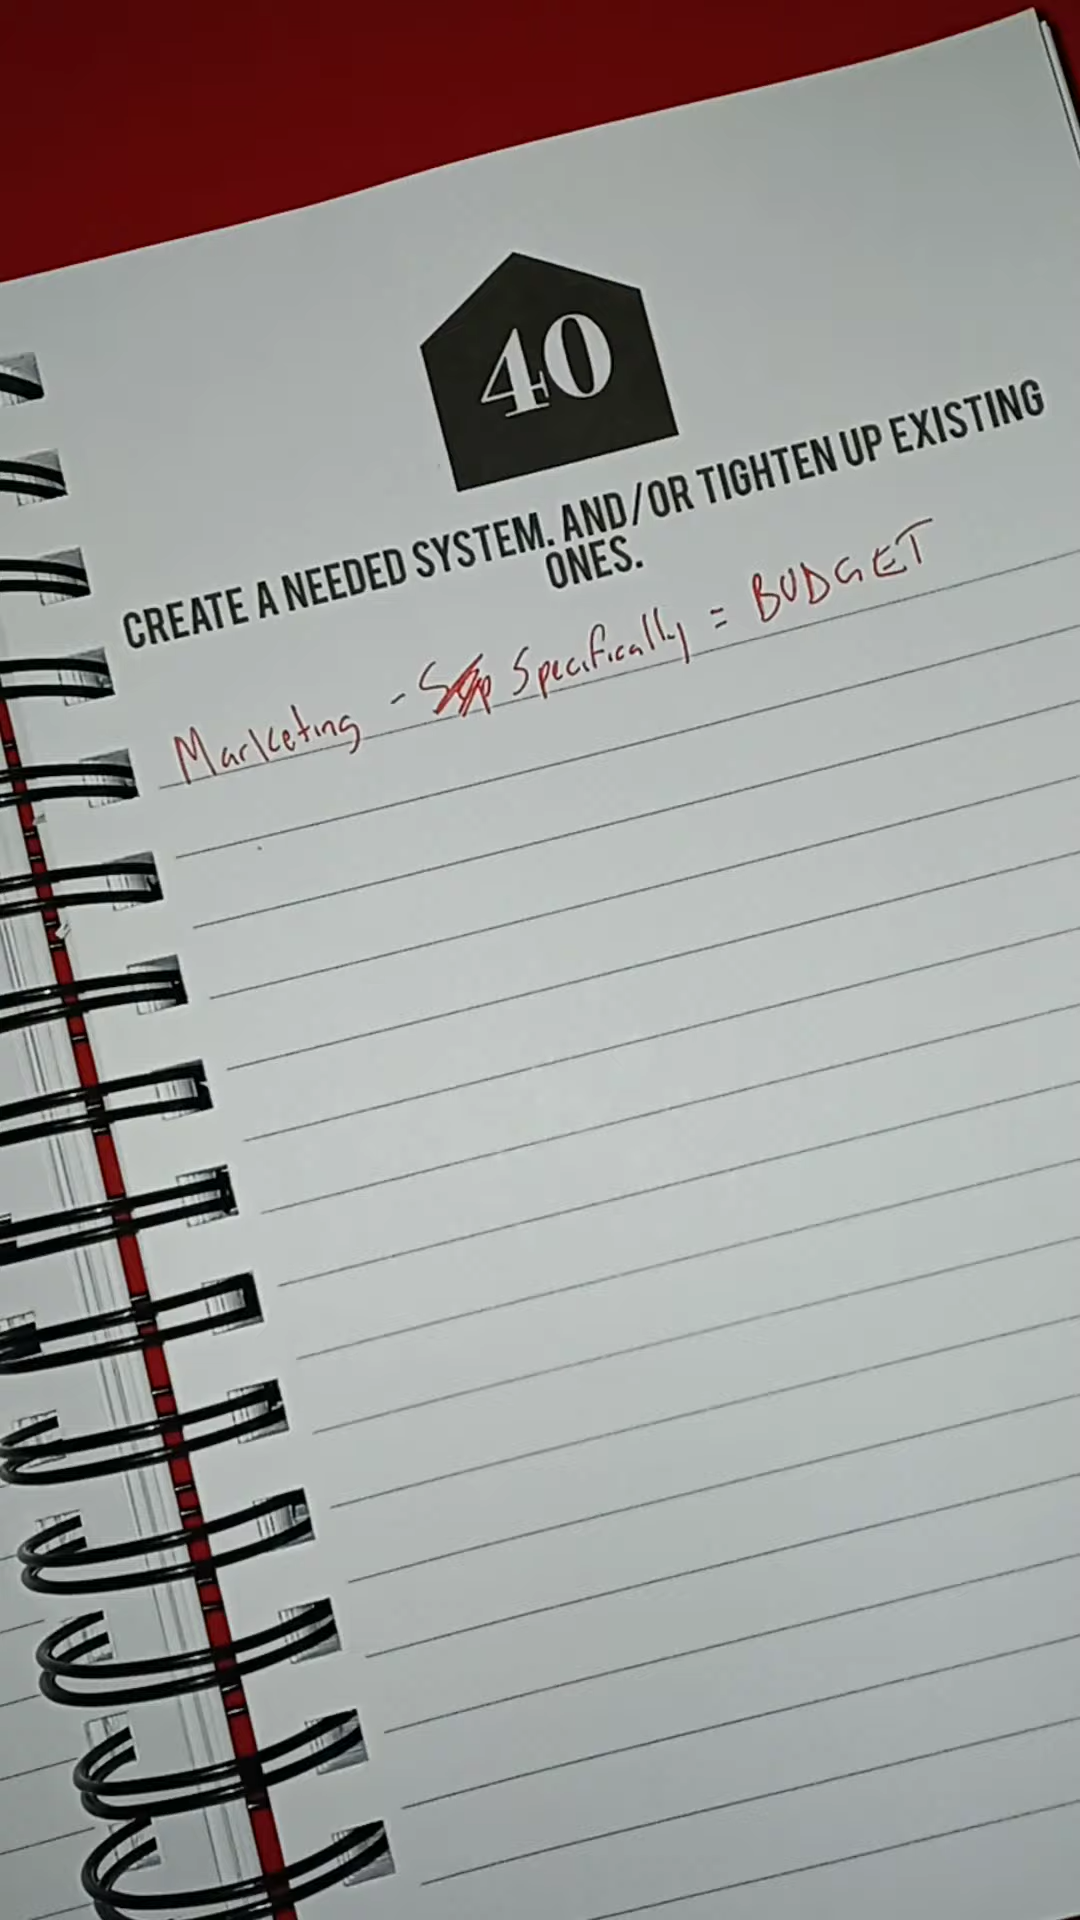 40
CREATE A NEEDED SYSTEM. AND/OR TIGHTEN UP EXISTING
ONES.
Marketing - Specifically = BUDGET